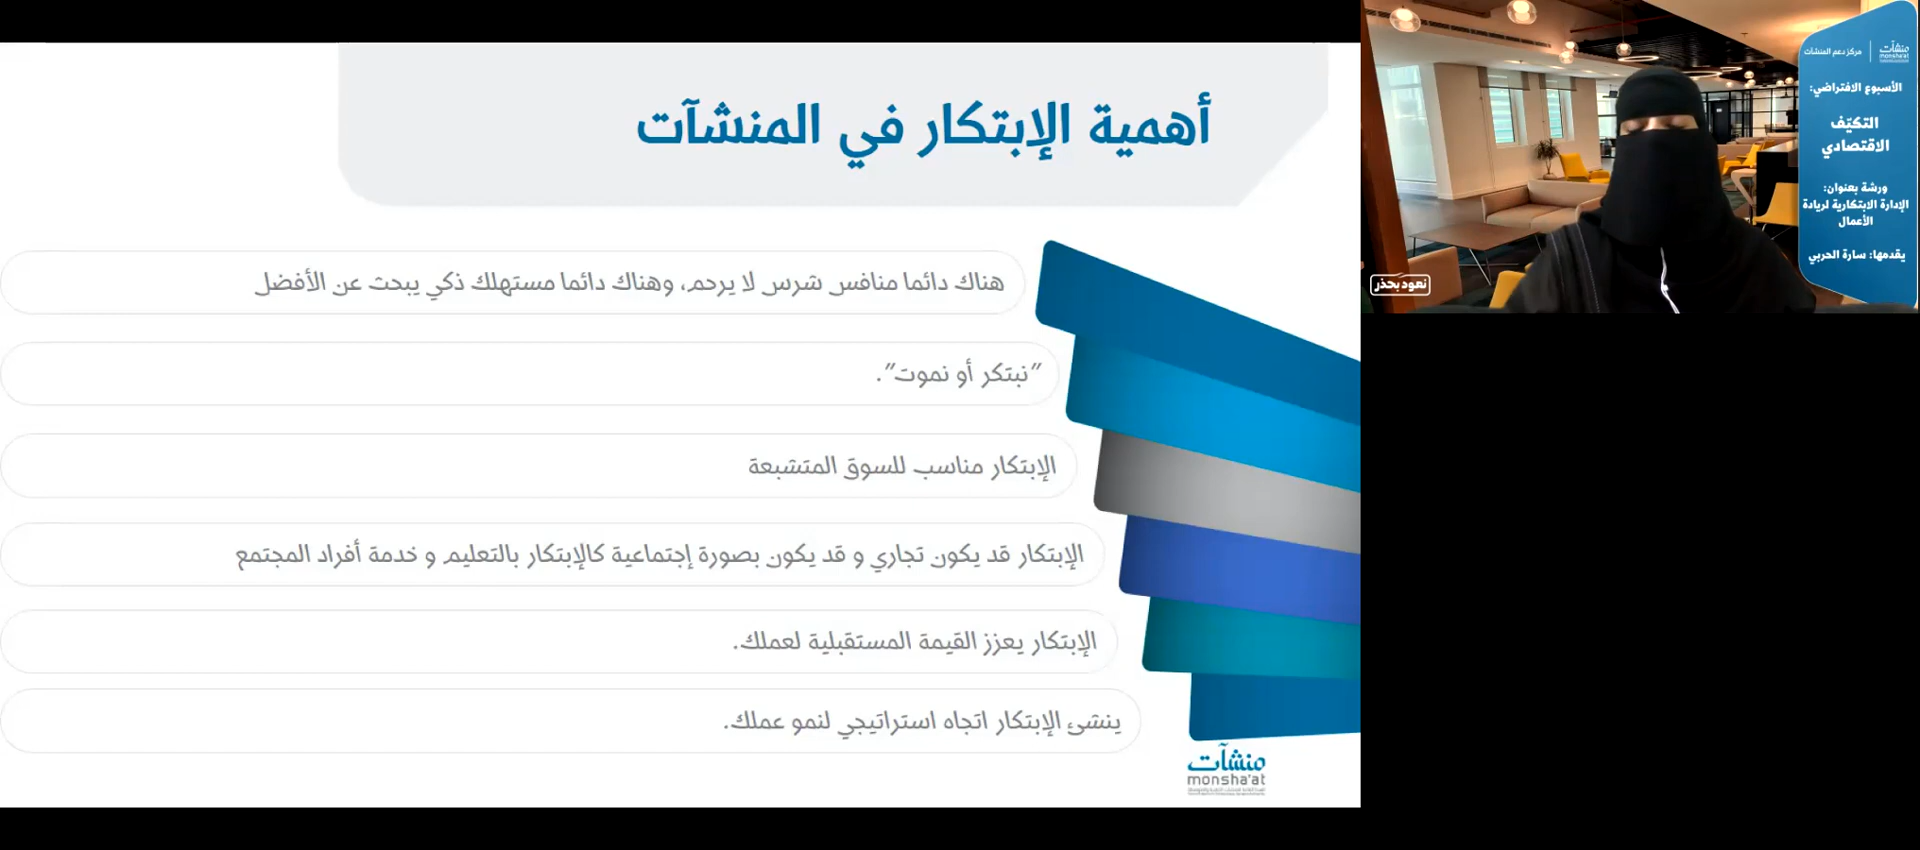 أهمية الإبتكار في المنشآت
هناك دائما منافس شرس لا يرحم، وهناك دائما مستهلك ذكي يبحث عن الأفضل
"نبتكر أو نموت".
الإبتكار مناسب للسوق المتشبعة
الإبتكار قد يكون تجاري و قد يكون بصورة إجتماعية كالإبتكار بالتعليم و خدمة أفراد المجتمع
الإبتكار يعزز القيمة المستقبلية لعملك.
ينشئ الإبتكار اتجاه استراتيجي لنمو عملك.
منشآت
monsha'at
منشآت
monsha'at
مركز دعم المنشآت
الأسبوع الافتراضي:
التكيّف
الاقتصادي
ورشة بعنوان:
الإدارة الابتكارية لريادة
الأعمال
يقدمها: سارة الحربي
نعود بحذر